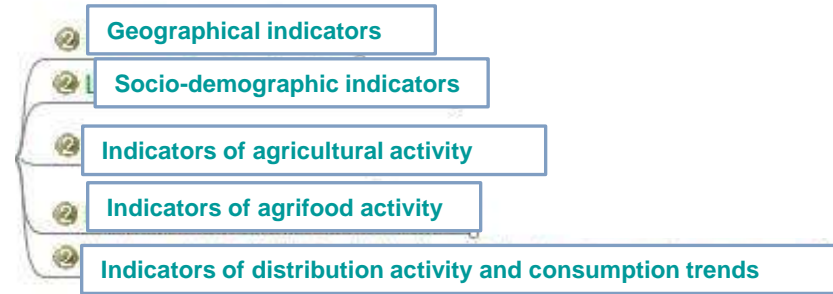 Geographical indicators
Socio-demographic indicators
Indicators of agricultural activity
Indicators of agrifood activity
Indicators of distribution activity and consumption trends